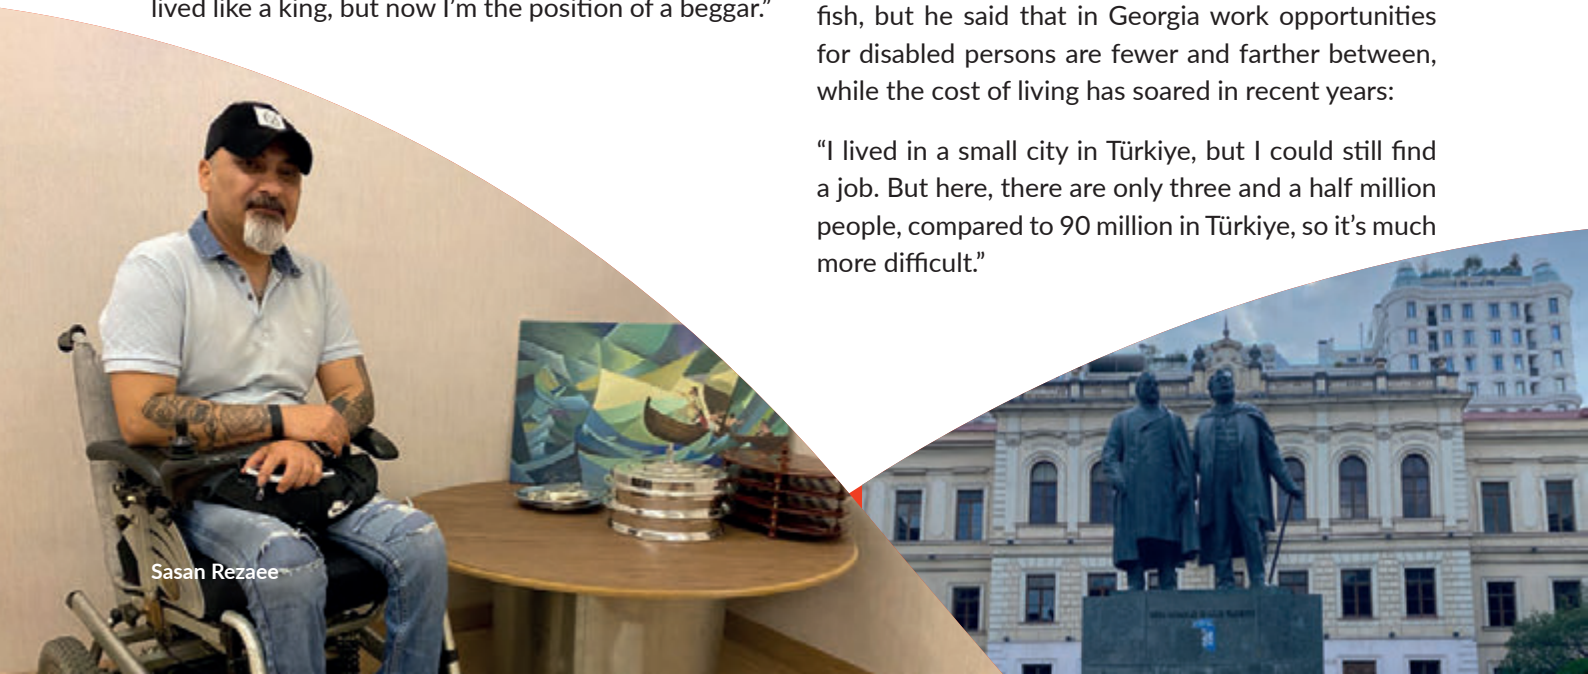 lived like a king, but now I’m the position of a beggar.”
Sasan Rezaee
fish, but he said that in Georgia work opportunities
for disabled persons are fewer and farther between,
while the cost of living has soared in recent years:
“I lived in a small city in Türkiye, but I could still find
a job. But here, there are only three and a half million
people, compared to 90 million in Türkiye, so it’s much
more difficult.”